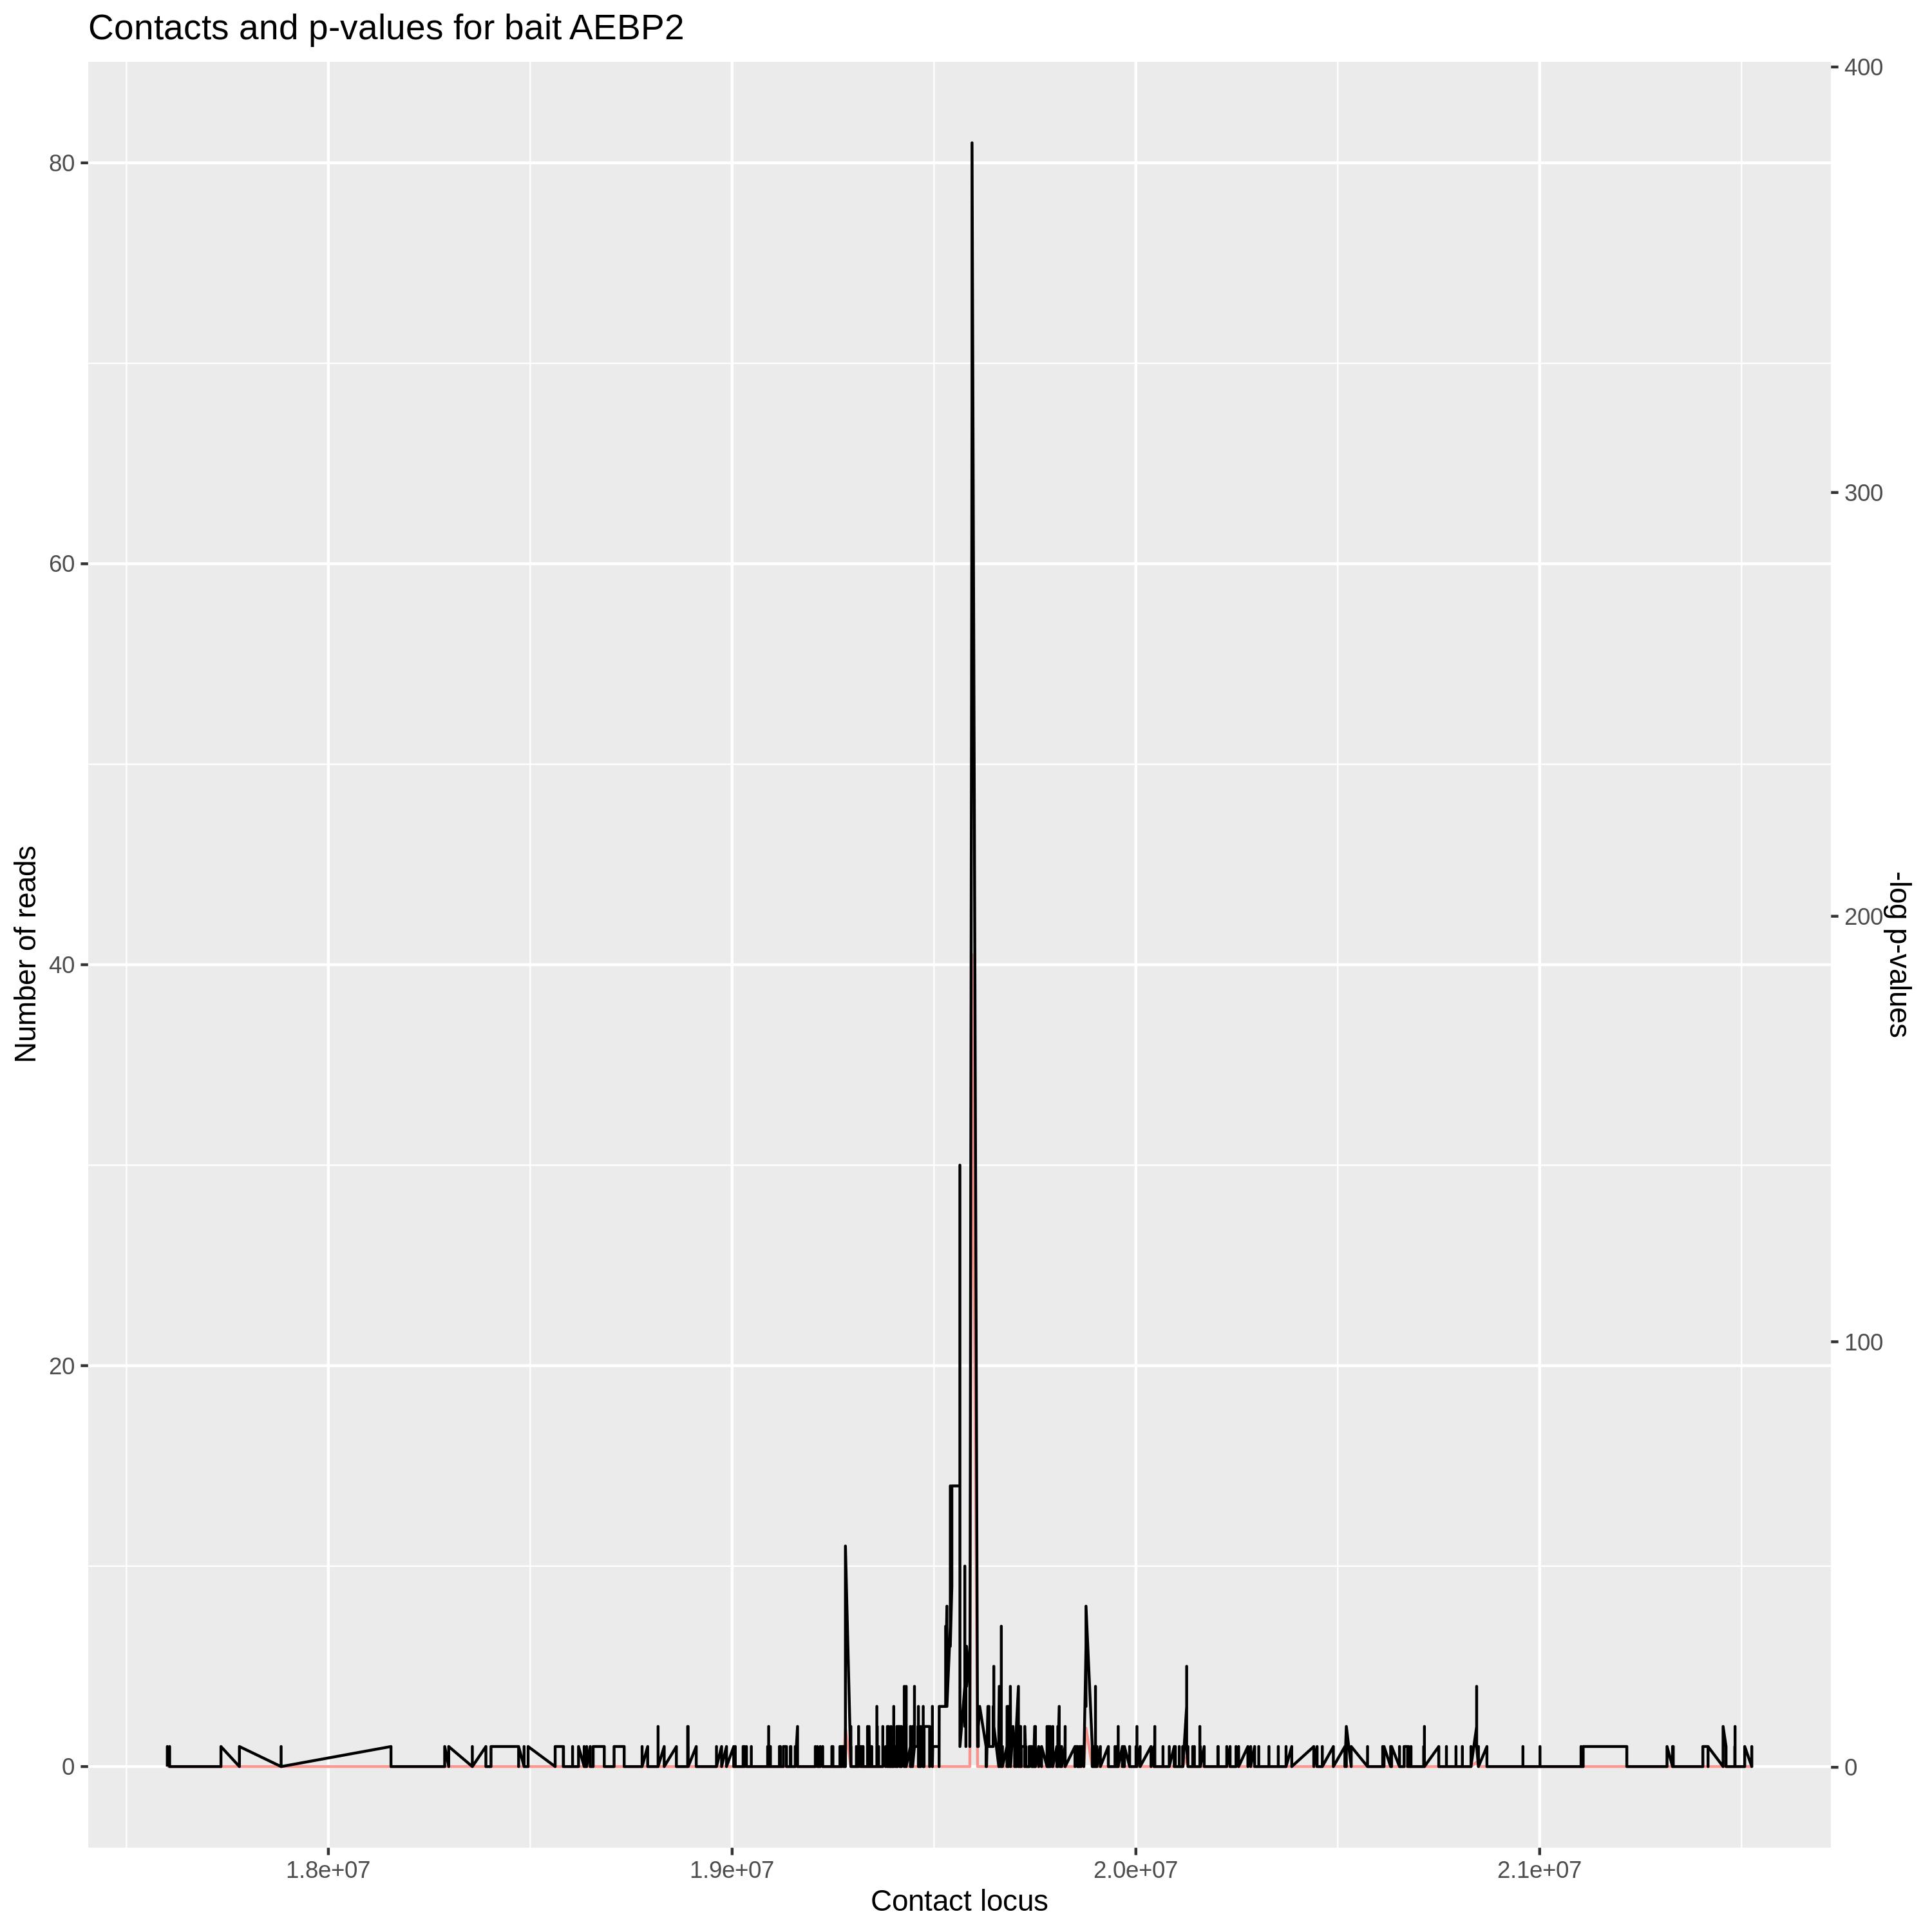 Contacts and p-values for bait AEBP2
Number of reads
80
60
40
20
0
400
300
200
100
0
-log p-values
1.8e+07
1.9e+07
2.0e+07
2.1e+07
Contact locus